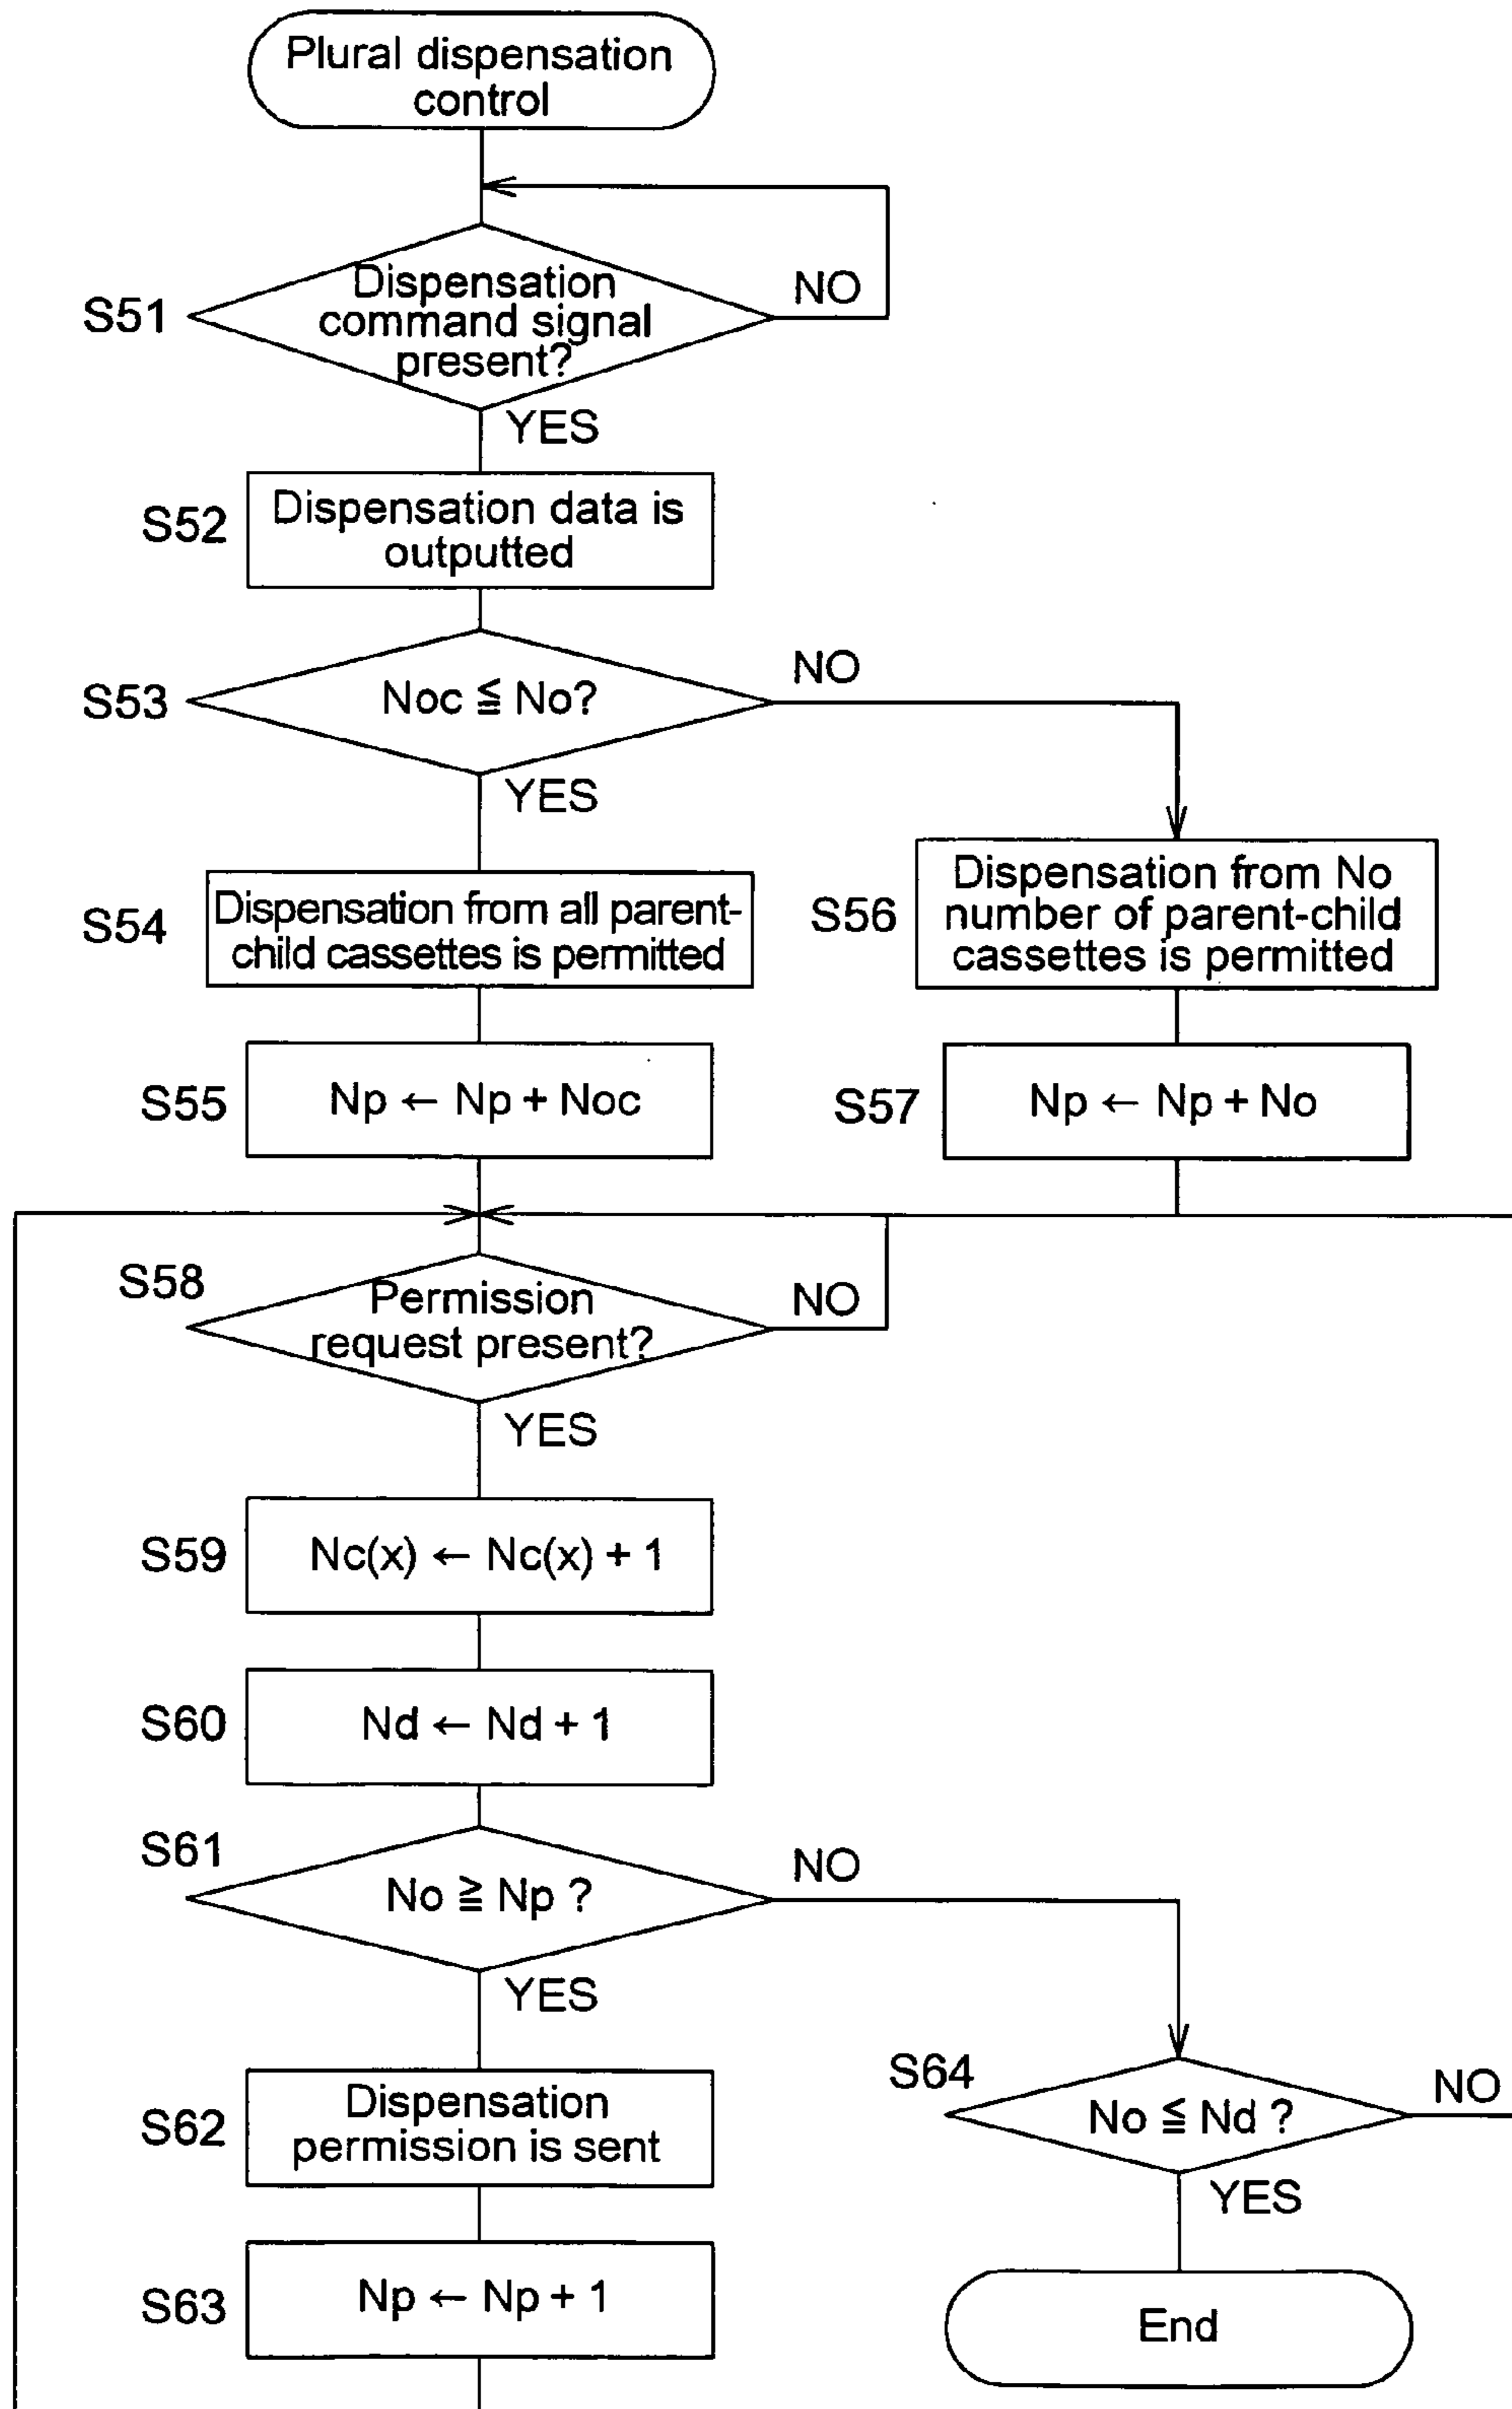 Plural dispensation
control
S51
Dispensation
command signal
present?
NO
YES
S52
Dispensation data is
outputted
S53
Noc ≦ No?
NO
YES
S54
Dispensation from all parent-
child cassettes is permitted
S56
Dispensation from No
number of parent-child
cassettes is permitted
S55
Np ← Np + Noc
S57
Np ← Np + No
S58
Permission
request present?
NO
YES
S59
Nc(x) ← Nc(x) + 1
S60
Nd ← Nd + 1
S61
No ≧ Np ?
NO
YES
S62
Dispensation
permission is sent
S64
No ≦ Nd ?
NO
YES
S63
Np ← Np + 1
End